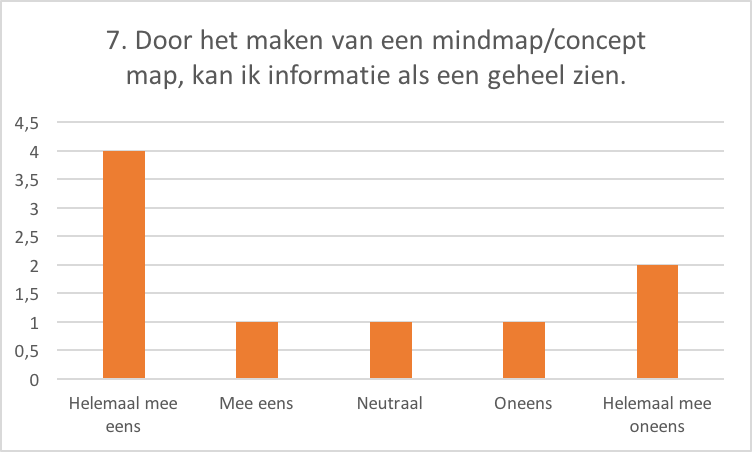 7. Door het maken van een mindmap/concept
map, kan ik informatie als een geheel zien.
4,5
4
3,5
3
2,5
2
1,5
1
0,5
0
Helemaal mee
eens
Mee eens
Neutraal
Oneens
Helemaal mee
oneens